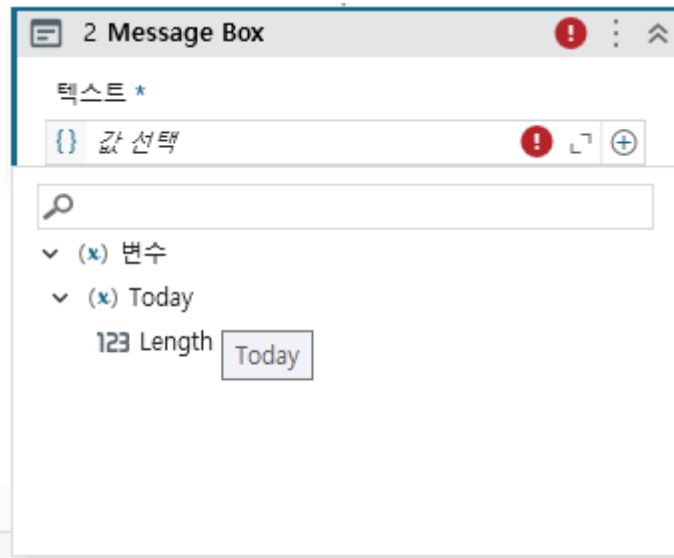 2 Message Box
텍스트 *
{} 값 선택
(x) 변수
(x) Today
123 Length
Today